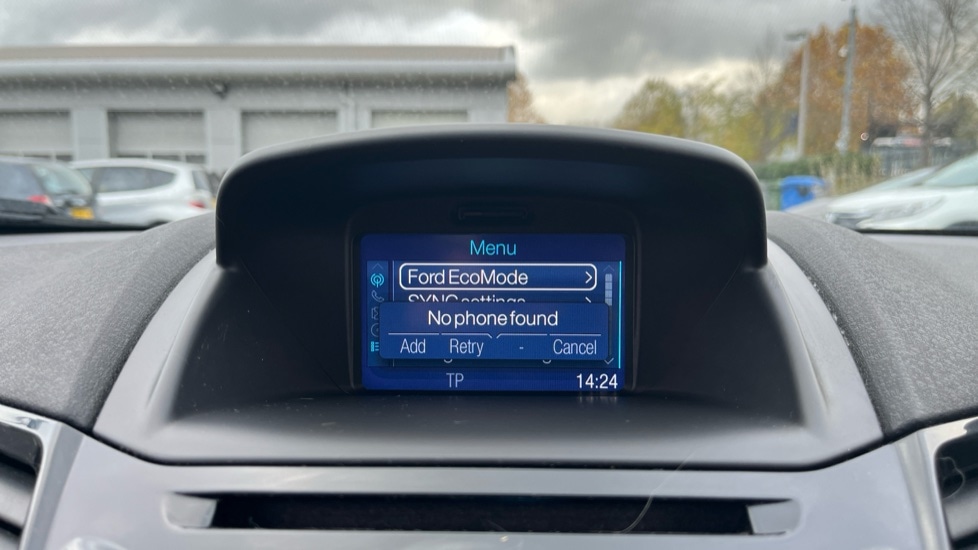 Menu
Ford EcoMode
SYNC settings
No phone found
Add Retry - Cancel
TP 14:24